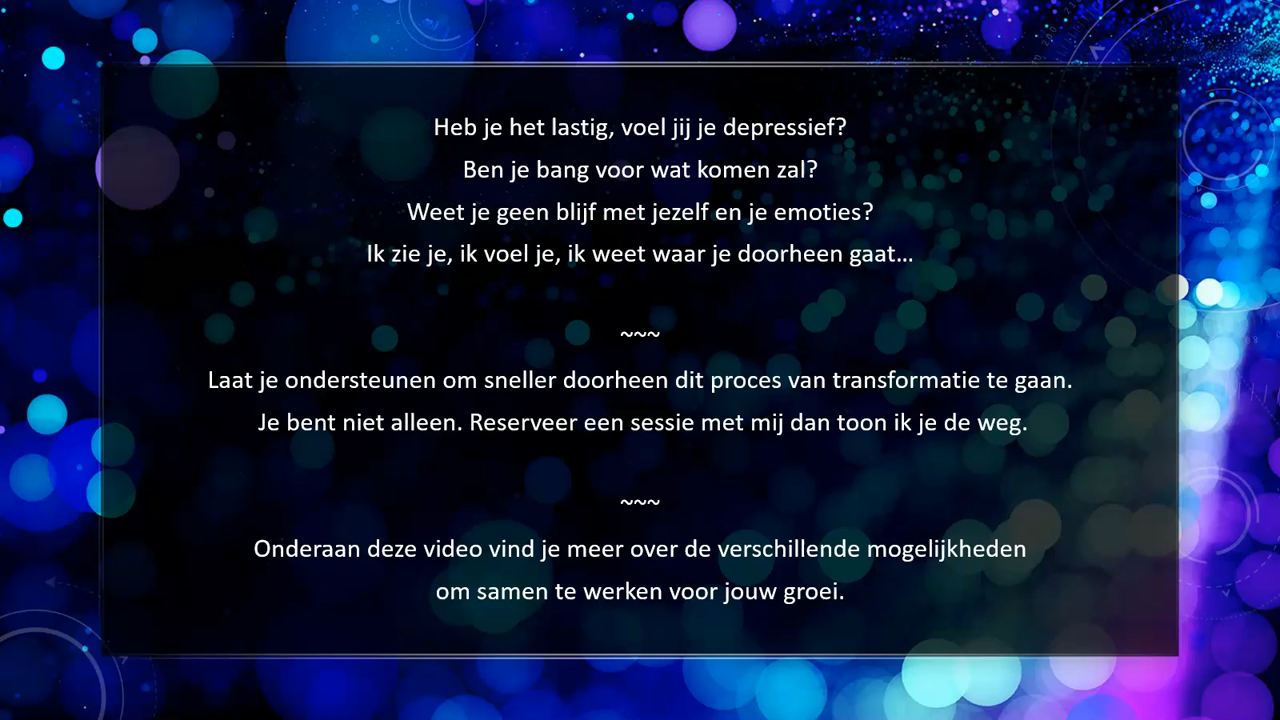 Heb je het lastig, voel jij je depressief?
Ben je bang voor wat komen zal?
Weet je geen blijf met jezelf en je emoties?
Ik zie je, ik voel je, ik weet waar je doorheen gaat...
~~~
Laat je ondersteunen om sneller doorheen dit proces van transformatie te gaan.
Je bent niet alleen. Reserveer een sessie met mij dan toon ik je de weg.
~~~
Onderaan deze video vind je meer over de verschillende mogelijkheden
om samen te werken voor jouw groei.